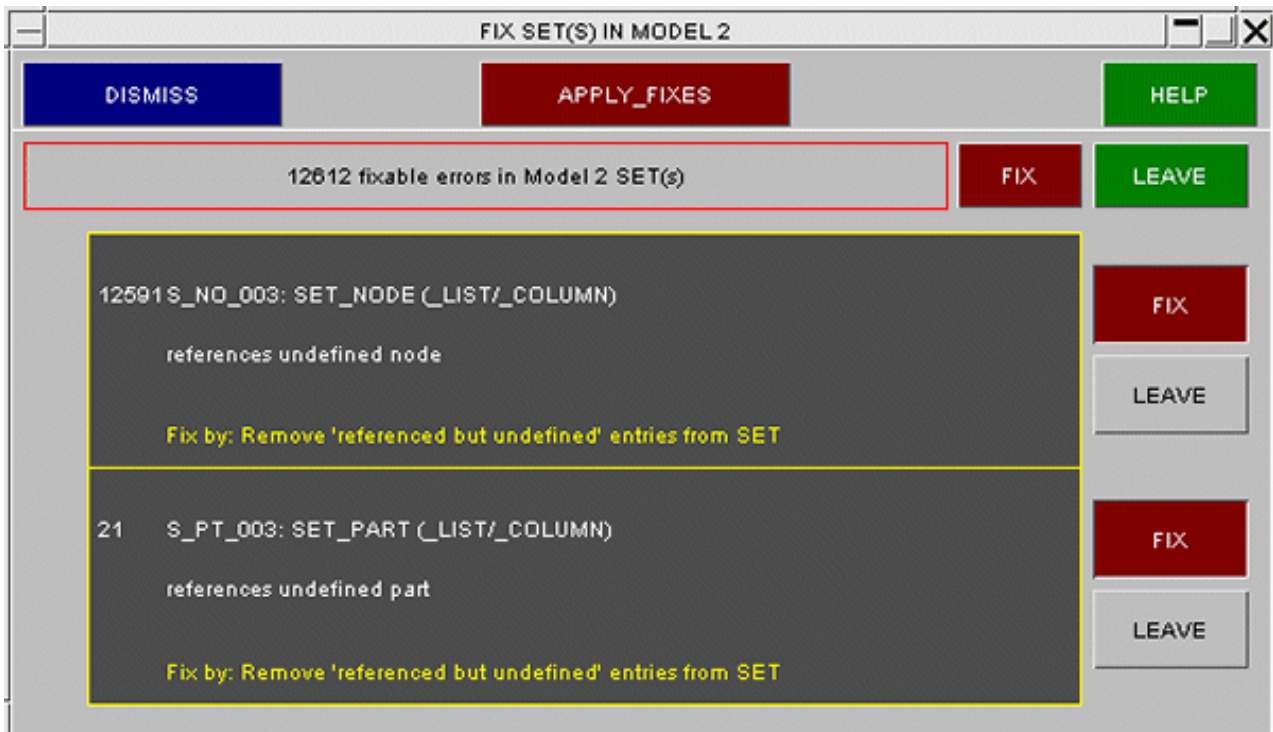 FIX SET(S) IN MODEL 2
DISMISS APPLY_FIXES HELP
12612 fixable errors in Model 2 SET(s) FIX LEAVE
12591 S_NO_003: SET_NODE (_LIST/_COLUMN)
FIX
references undefined node
LEAVE
Fix by: Remove 'referenced but undefined' entries from SET
21 S_PT_003: SET_PART (_LIST/_COLUMN)
FIX
references undefined part
LEAVE
Fix by: Remove 'referenced but undefined' entries from SET